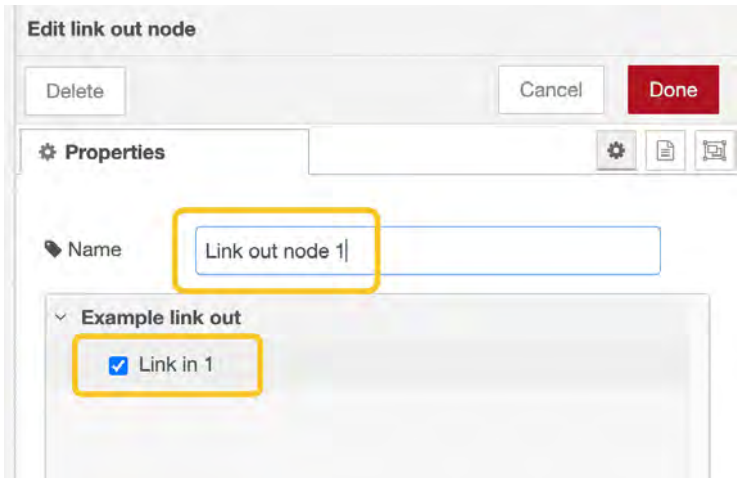 Edit link out node
Delete Cancel Done
Properties
Name Link out node 1
Example link out
Link in 1